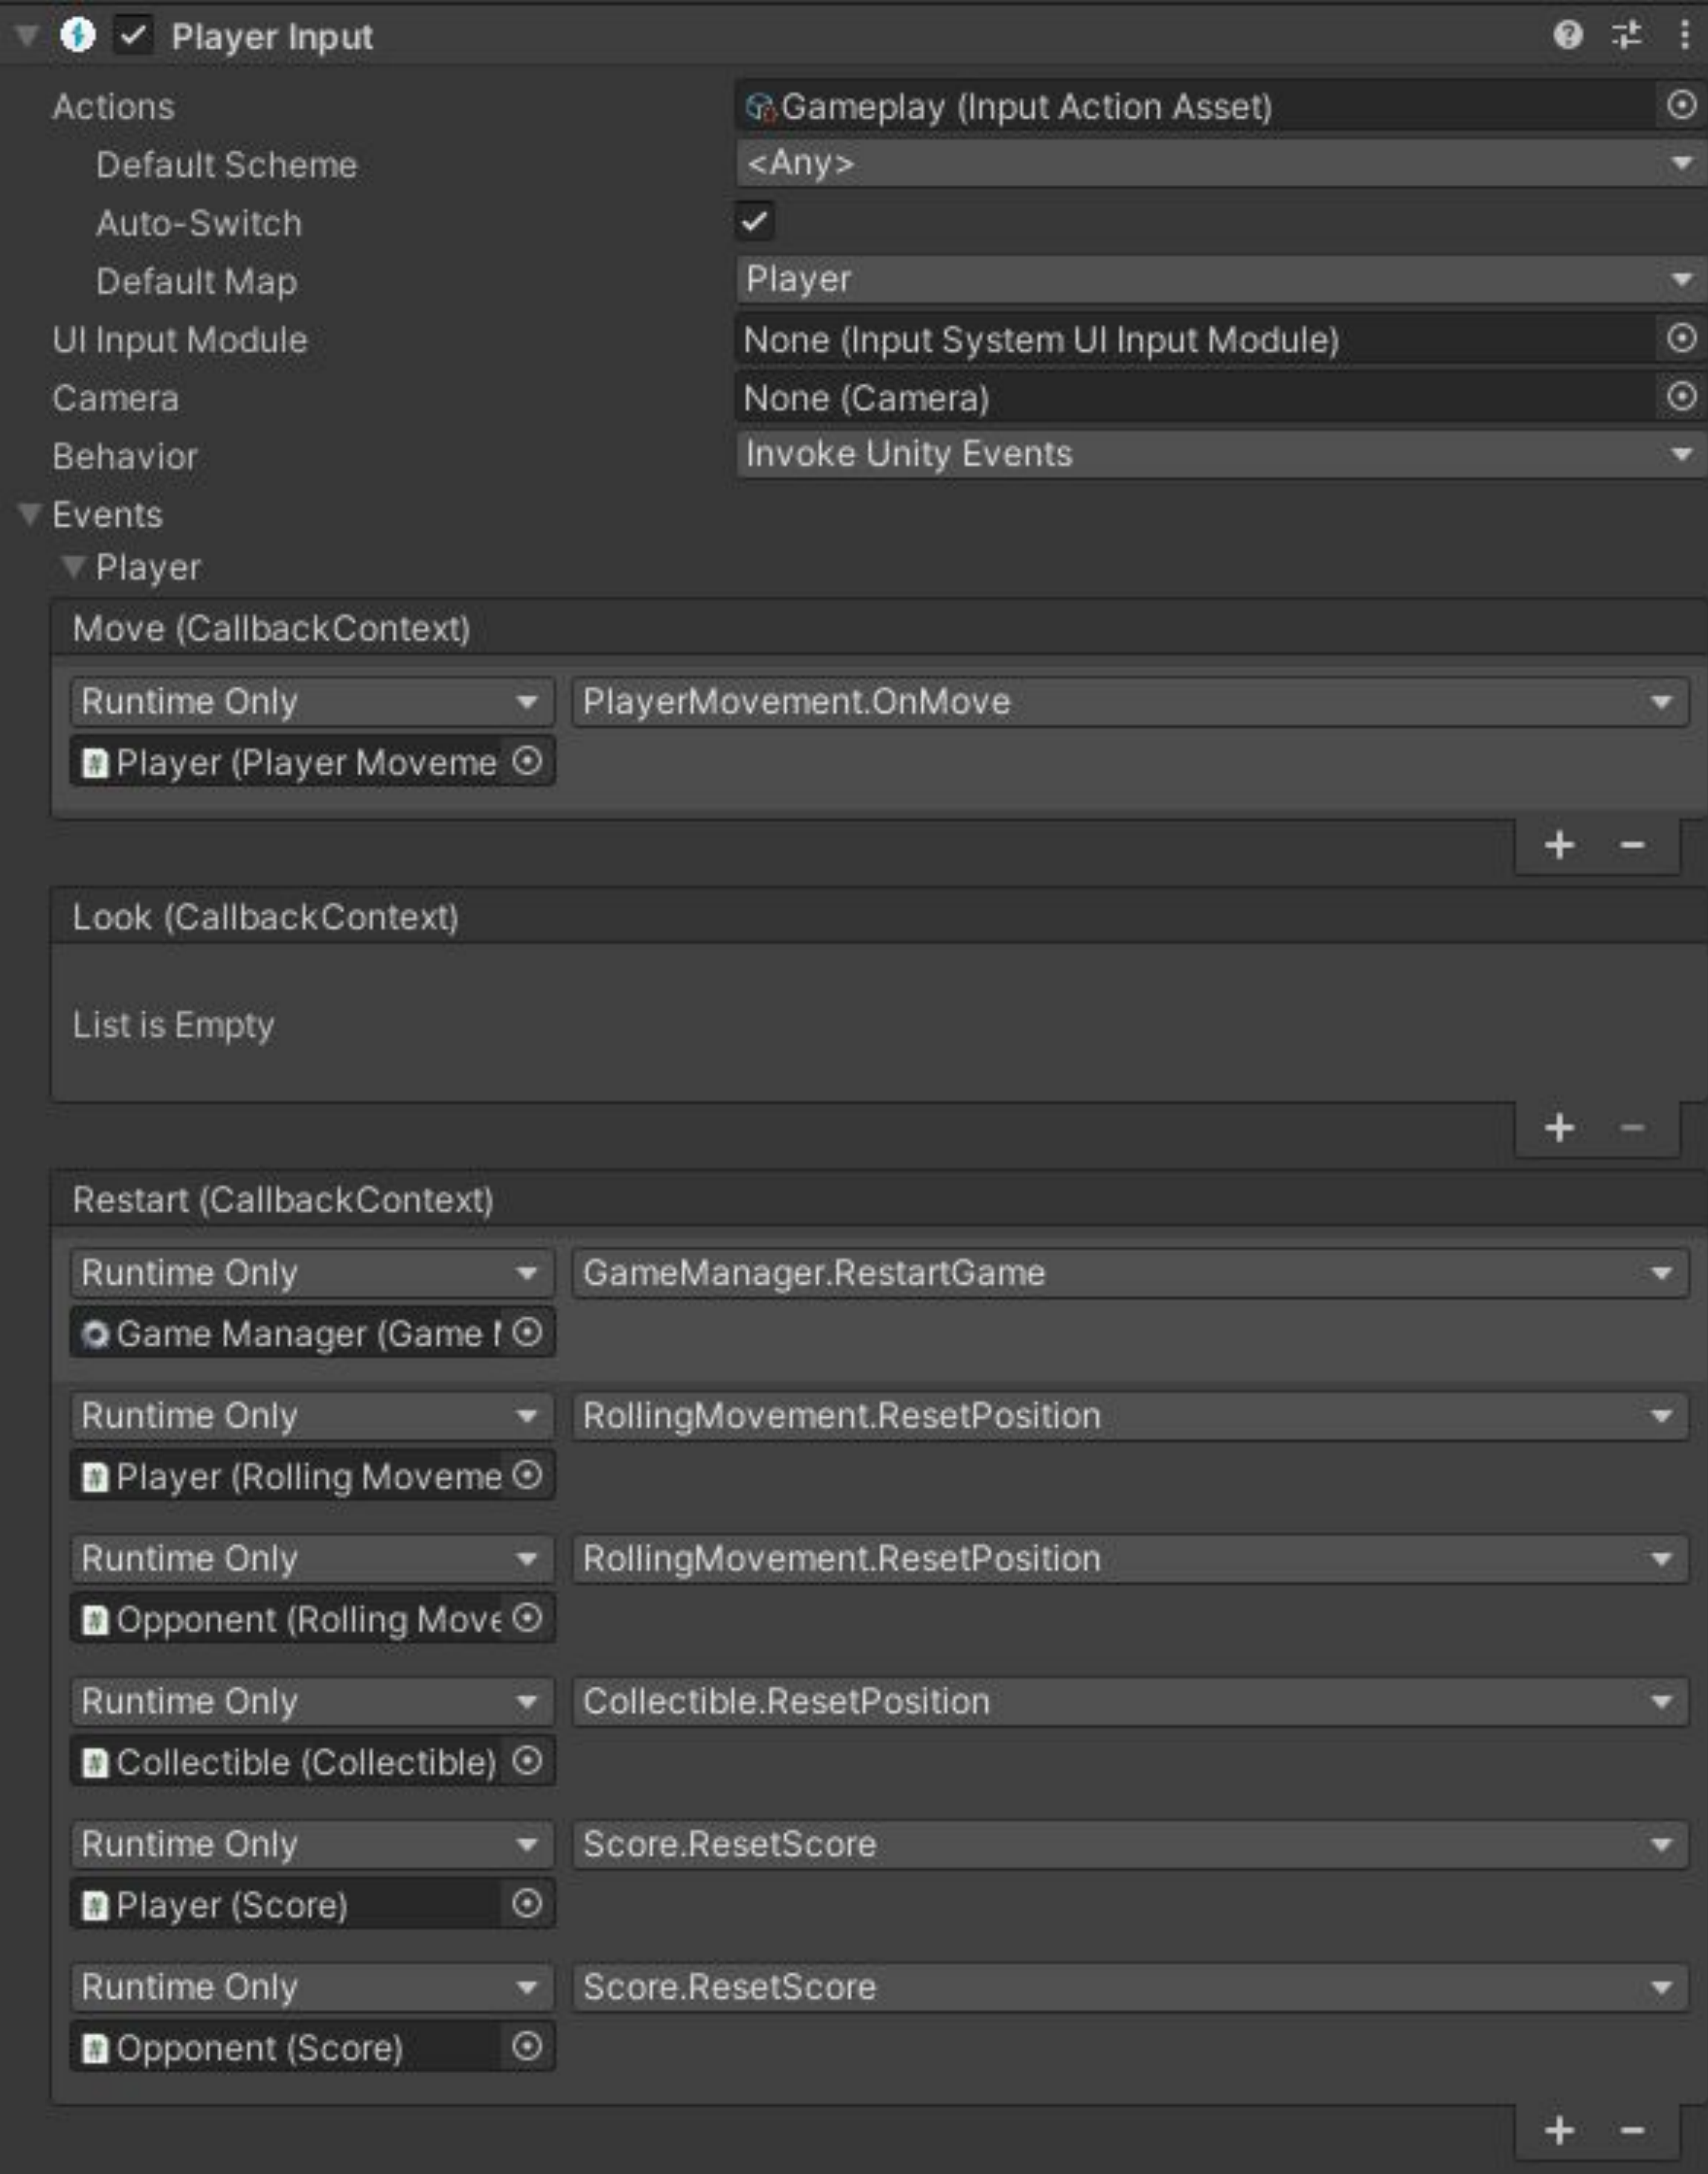 Player Input
Actions Gameplay (Input Action Asset)
Default Scheme <Any>
Auto-Switch
Default Map Player
UI Input Module None (Input System UI Input Module)
Camera None (Camera)
Behavior Invoke Unity Events
Events
Player
Move (CallbackContext)
Runtime Only PlayerMovement.OnMove
Player (Player Moveme
Look (CallbackContext)
List is Empty
Restart (CallbackContext)
Runtime Only GameManager.RestartGame
Game Manager (Game
Runtime Only RollingMovement.ResetPosition
Player (Rolling Moveme
Runtime Only RollingMovement.ResetPosition
Opponent (Rolling Move
Runtime Only Collectible.ResetPosition
Collectible (Collectible)
Runtime Only Score.ResetScore
Player (Score)
Runtime Only Score.ResetScore
Opponent (Score)